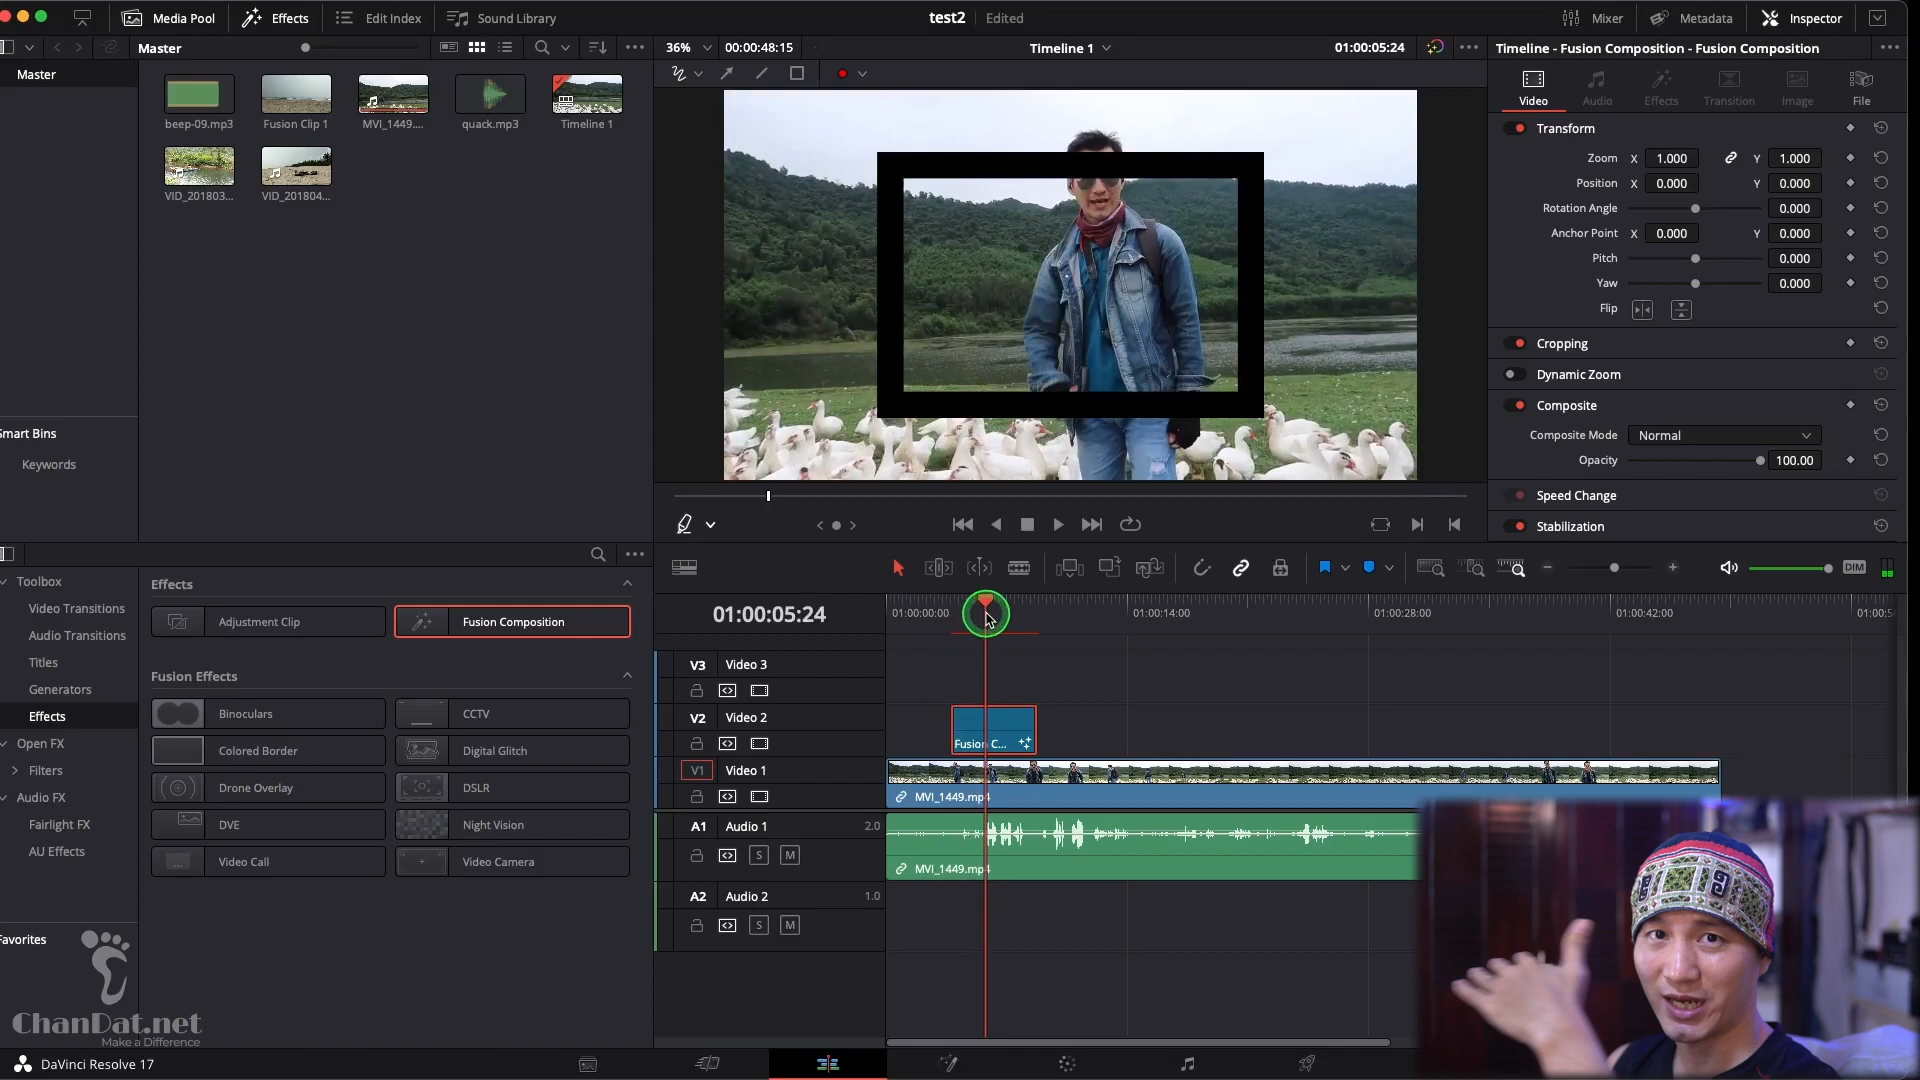 Media Pool
Effects
Edit Index
Sound Library
test2
Edited
Mixer
Metadata
Inspector
Master
36%
00:00:48:15
Timeline 1
01:00:05:24
Timeline - Fusion Composition - Fusion Composition
Master
beep-09.mp3
Fusion Clip 1
MVI_1449....
quack.mp3
Timeline 1
VID_201803...
VID_201804...
Smart Bins
Keywords
Video
Audio
Effects
Transition
Image
File
Transform
Zoom X 1.000 Y 1.000
Position X 0.000 Y 0.000
Rotation Angle 0.000
Anchor Point X 0.000 Y 0.000
Pitch 0.000
Yaw 0.000
Flip
Cropping
Dynamic Zoom
Composite
Composite Mode Normal
Opacity 100.00
Speed Change
Stabilization
Toolbox
Video Transitions
Audio Transitions
Titles
Generators
Effects
Open FX
Filters
Audio FX
Fairlight FX
AU Effects
Favorites
Effects
Adjustment Clip
Fusion Composition
Fusion Effects
Binoculars
CCTV
Colored Border
Digital Glitch
Drone Overlay
DSLR
DVE
Night Vision
Video Call
Video Camera
DIM
01:00:05:24
01:00:00:00
01:00:14:00
01:00:28:00
01:00:42:00
01:00:5
V3 Video 3
V2 Video 2
Fusion C...
V1 Video 1
MVI_1449.mp4
A1 Audio 1 2.0
S M
MVI_1449.mp4
A2 Audio 2 1.0
S M
ChanDat.net
Make a Difference
DaVinci Resolve 17